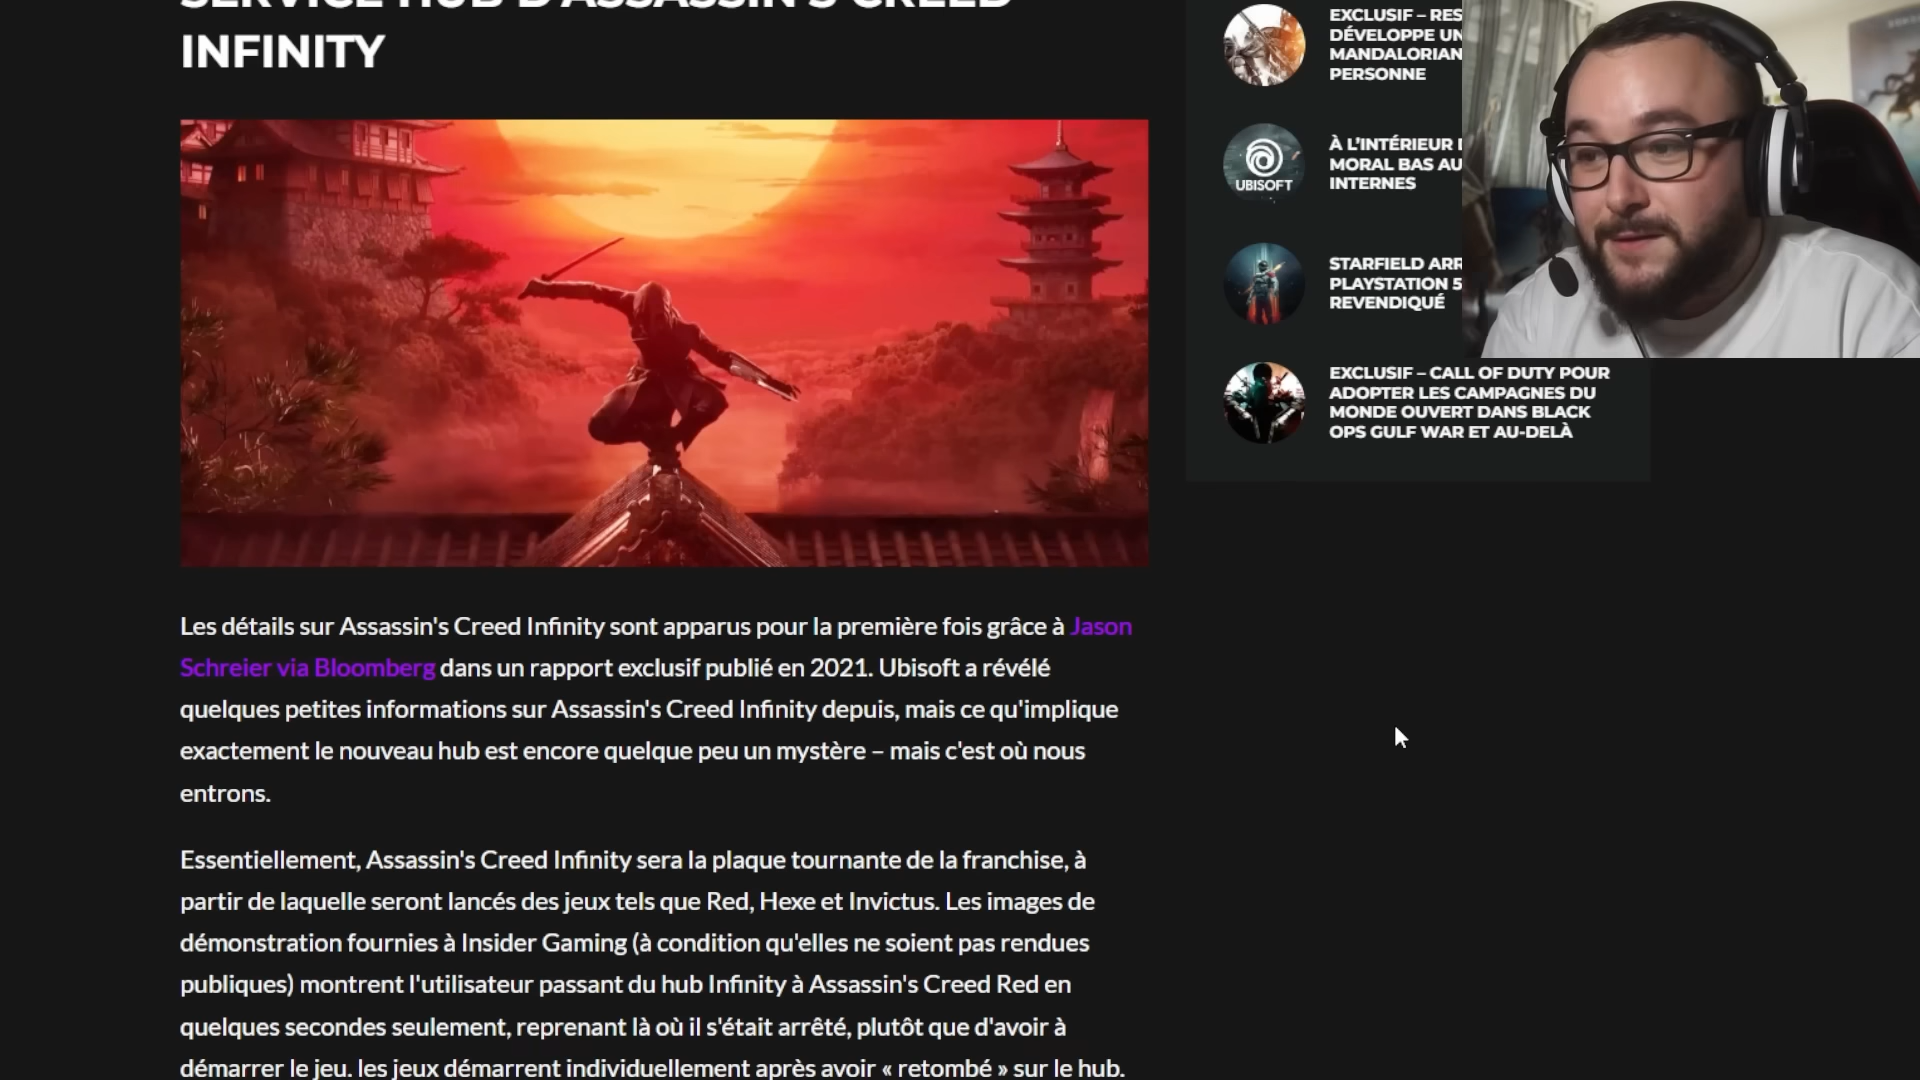 SERVICE HUB D'ASSASSIN'S CREED
INFINITY
Les détails sur Assassin's Creed Infinity sont apparus pour la première fois grâce à Jason
Schreier via Bloomberg dans un rapport exclusif publié en 2021. Ubisoft a révélé
quelques petites informations sur Assassin's Creed Infinity depuis, mais ce qu'implique
exactement le nouveau hub est encore quelque peu un mystère – mais c'est où nous
entrons.
Essentiellement, Assassin's Creed Infinity sera la plaque tournante de la franchise, à
partir de laquelle seront lancés des jeux tels que Red, Hexe et Invictus. Les images de
démonstration fournies à Insider Gaming (à condition qu'elles ne soient pas rendues
publiques) montrent l'utilisateur passant du hub Infinity à Assassin's Creed Red en
quelques secondes seulement, reprenant là où il s'était arrêté, plutôt que d'avoir à
démarrer le jeu. les jeux démarrent individuellement après avoir « retombé » sur le hub.
EXCLUSIF – RES
DÉVELOPPE UN
MANDALORIAN
PERSONNE
UBISOFT
À L'INTÉRIEUR
MORAL BAS AU
INTERNES
STARFIELD ARR
PLAYSTATION 5
REVENDIQUÉ
EXCLUSIF – CALL OF DUTY POUR
ADOPTER LES CAMPAGNES DU
MONDE OUVERT DANS BLACK
OPS GULF WAR ET AU-DELÀ